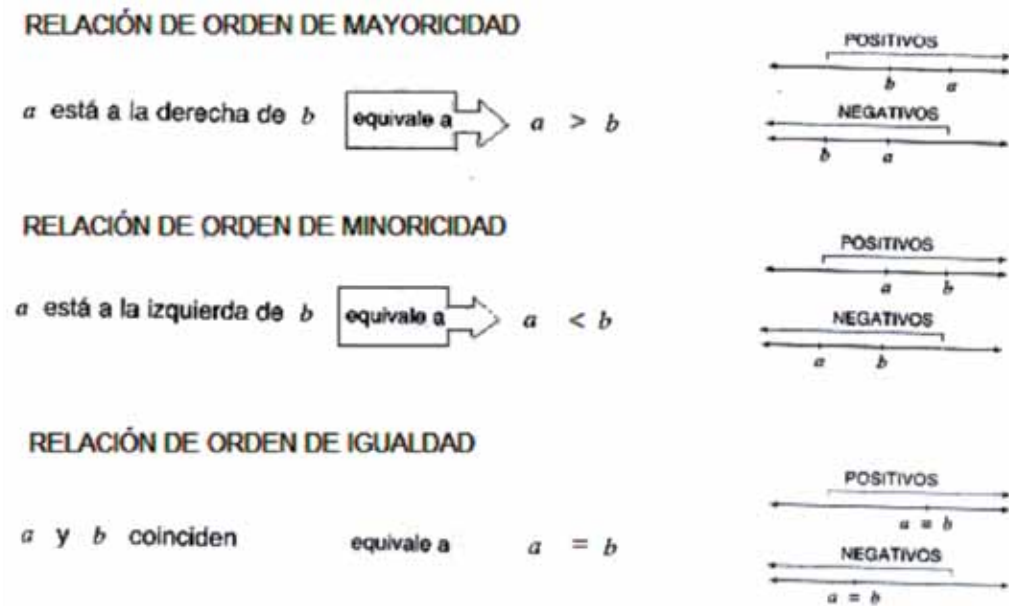 RELACIÓN DE ORDEN DE MAYORICIDAD
POSITIVOS
b a
a está a la derecha de b equivale a a > b
NEGATIVOS
b a
RELACIÓN DE ORDEN DE MINORICIDAD
POSITIVOS
a b
a está a la izquierda de b equivale a a < b
NEGATIVOS
a b
RELACIÓN DE ORDEN DE IGUALDAD
POSITIVOS
a = b
a y b coinciden equivale a a = b
NEGATIVOS
a = b